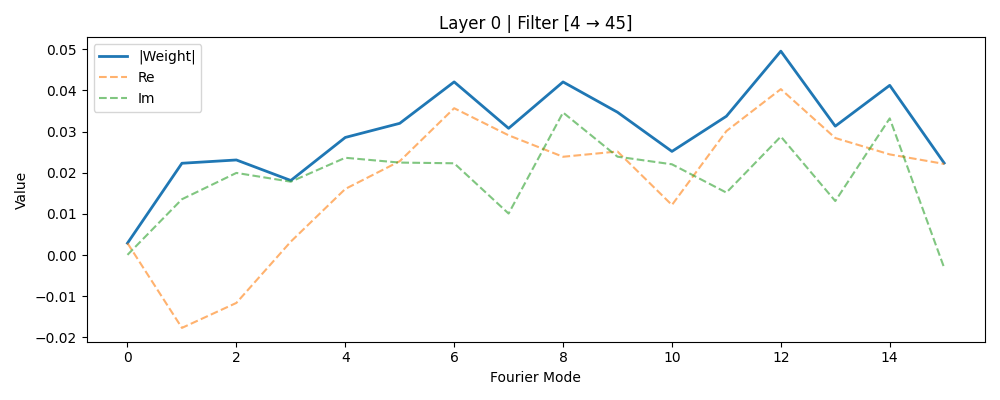 Layer 0 | Filter [4 → 45]
|Weight|
Re
Im
0.05
0.04
0.03
0.02
0.01
0.00
−0.01
−0.02
Value
0 2 4 6 8 10 12 14
Fourier Mode